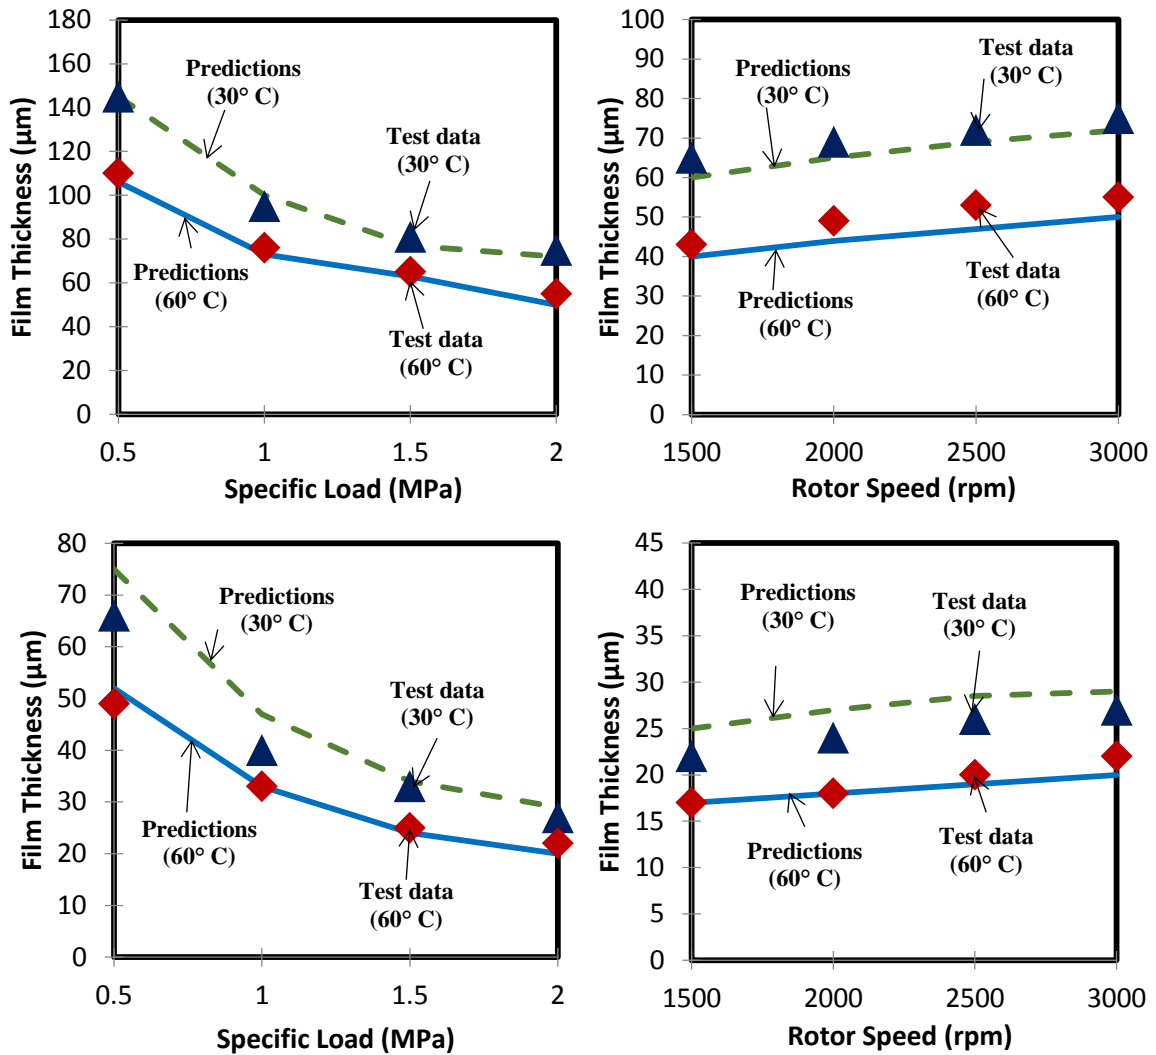 180
160
140
120
100
80
60
40
20
0
Film Thickness (µm)
Predictions
(30° C)
Test data
(30° C)
Predictions
(60° C)
Test data
(60° C)
0.5 1 1.5 2
Specific Load (MPa)
100
90
80
70
60
50
40
30
20
10
0
Film Thickness (µm)
Test data
(30° C)
Predictions
(30° C)
Test data
(60° C)
Predictions
(60° C)
1500 2000 2500 3000
Rotor Speed (rpm)
80
70
60
50
40
30
20
10
0
Film Thickness (µm)
Predictions
(30° C)
Test data
(30° C)
Predictions
(60° C)
Test data
(60° C)
0.5 1 1.5 2
Specific Load (MPa)
45
40
35
30
25
20
15
10
5
0
Film Thickness (µm)
Predictions
(30° C)
Test data
(30° C)
Predictions
(60° C)
Test data
(60° C)
1500 2000 2500 3000
Rotor Speed (rpm)